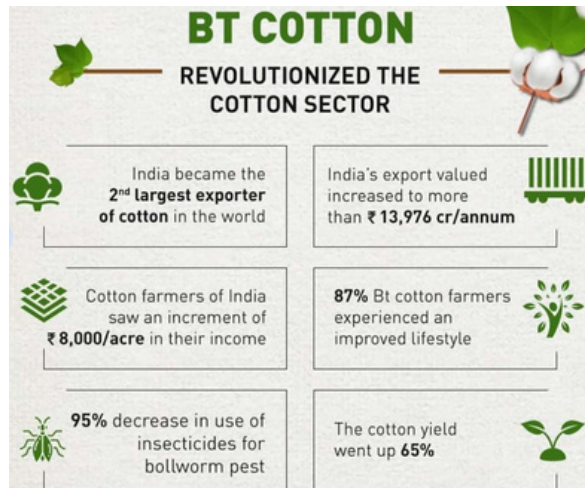 BT COTTON
REVOLUTIONIZED THE
COTTON SECTOR
India became the
2nd largest exporter
of cotton in the world
India's export valued
increased to more
than ₹ 13,976 cr/annum
Cotton farmers of India
saw an increment of
₹ 8,000/acre in their income
87% Bt cotton farmers
experienced an
improved lifestyle
95% decrease in use of
insecticides for
bollworm pest
The cotton yield
went up 65%